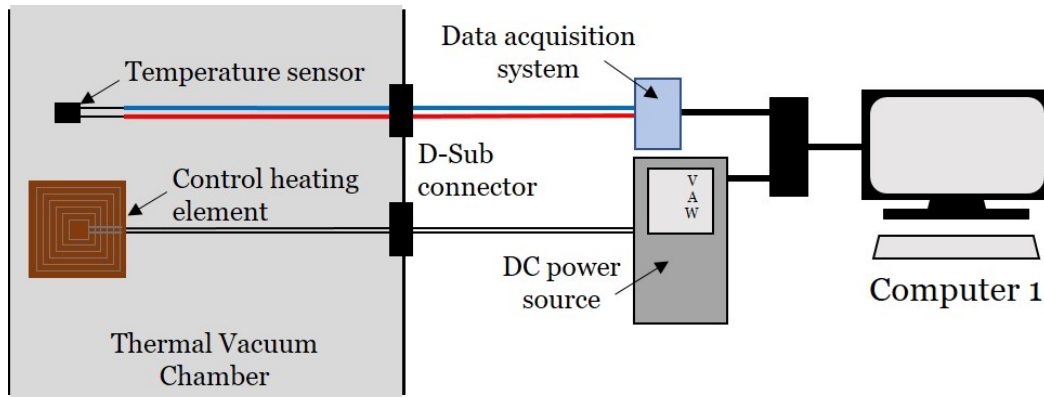 Data acquisition
system
Temperature sensor
D-Sub
connector
Control heating
element
V
A
W
DC power
source
Computer 1
Thermal Vacuum
Chamber